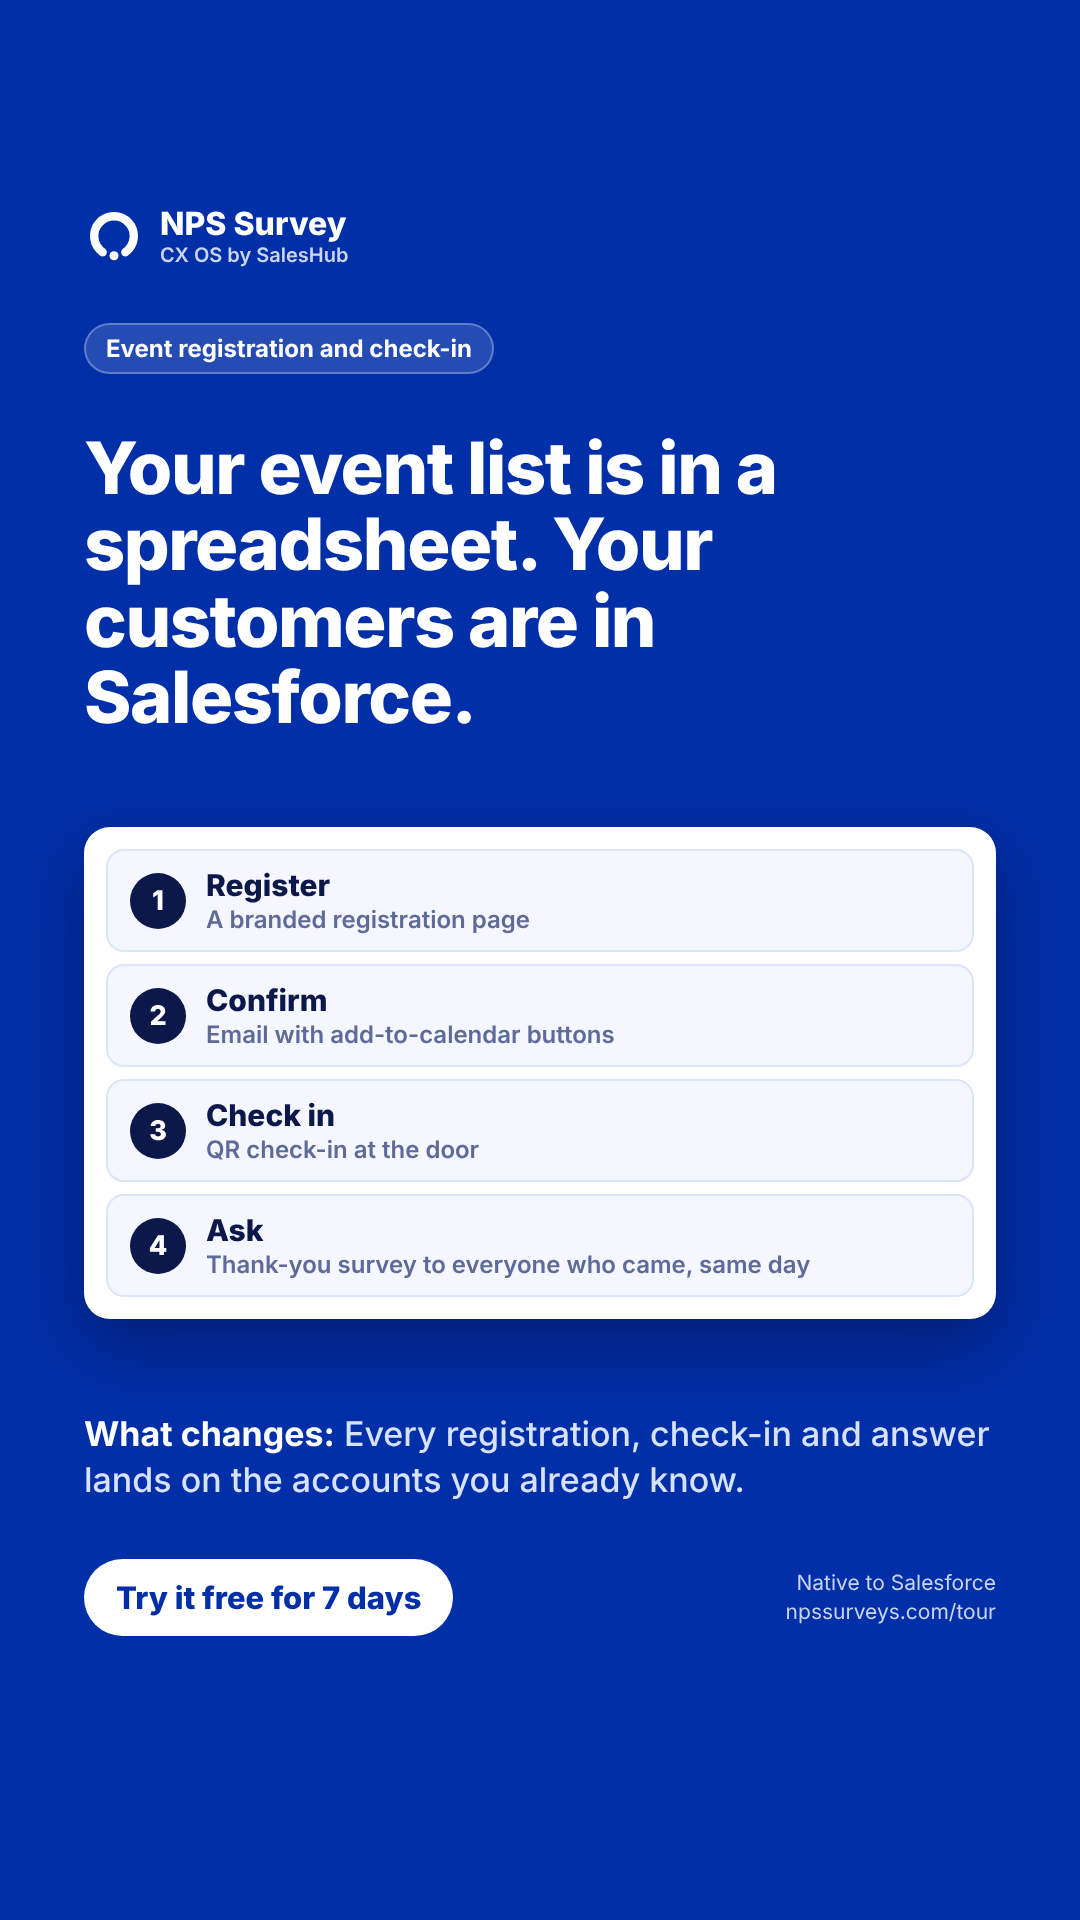 NPS Survey
CX OS by SalesHub
Event registration and check-in
Your event list is in a
spreadsheet. Your
customers are in
Salesforce.
1
Register
A branded registration page
2
Confirm
Email with add-to-calendar buttons
3
Check in
QR check-in at the door
4
Ask
Thank-you survey to everyone who came, same day
What changes: Every registration, check-in and answer
lands on the accounts you already know.
Try it free for 7 days
Native to Salesforce
npssurveys.com/tour